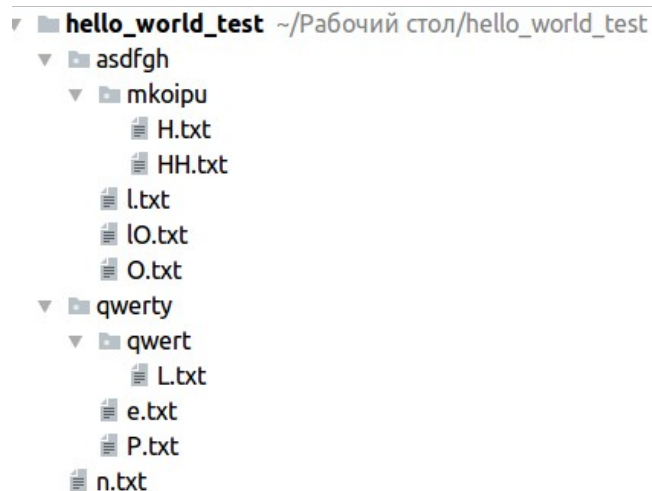 hello_world_test ~/Рабочий стол/hello_world_test
asdfgh
mkoipu
H.txt
HH.txt
l.txt
lO.txt
O.txt
qwerty
qwert
L.txt
e.txt
P.txt
n.txt